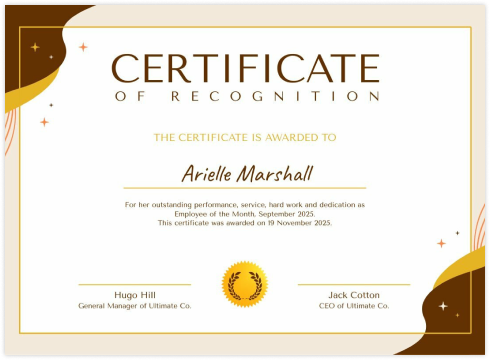 CERTIFICATE
OF RECOGNITION
THE CERTIFICATE IS AWARDED TO
Arielle Marshall
For her outstanding performance, service, hard work and dedication as
Employee of the Month, September 2025.
This certificate was awarded on 19 November 2025.
Hugo Hill
General Manager of Ultimate Co.
Jack Cotton
CEO of Ultimate Co.